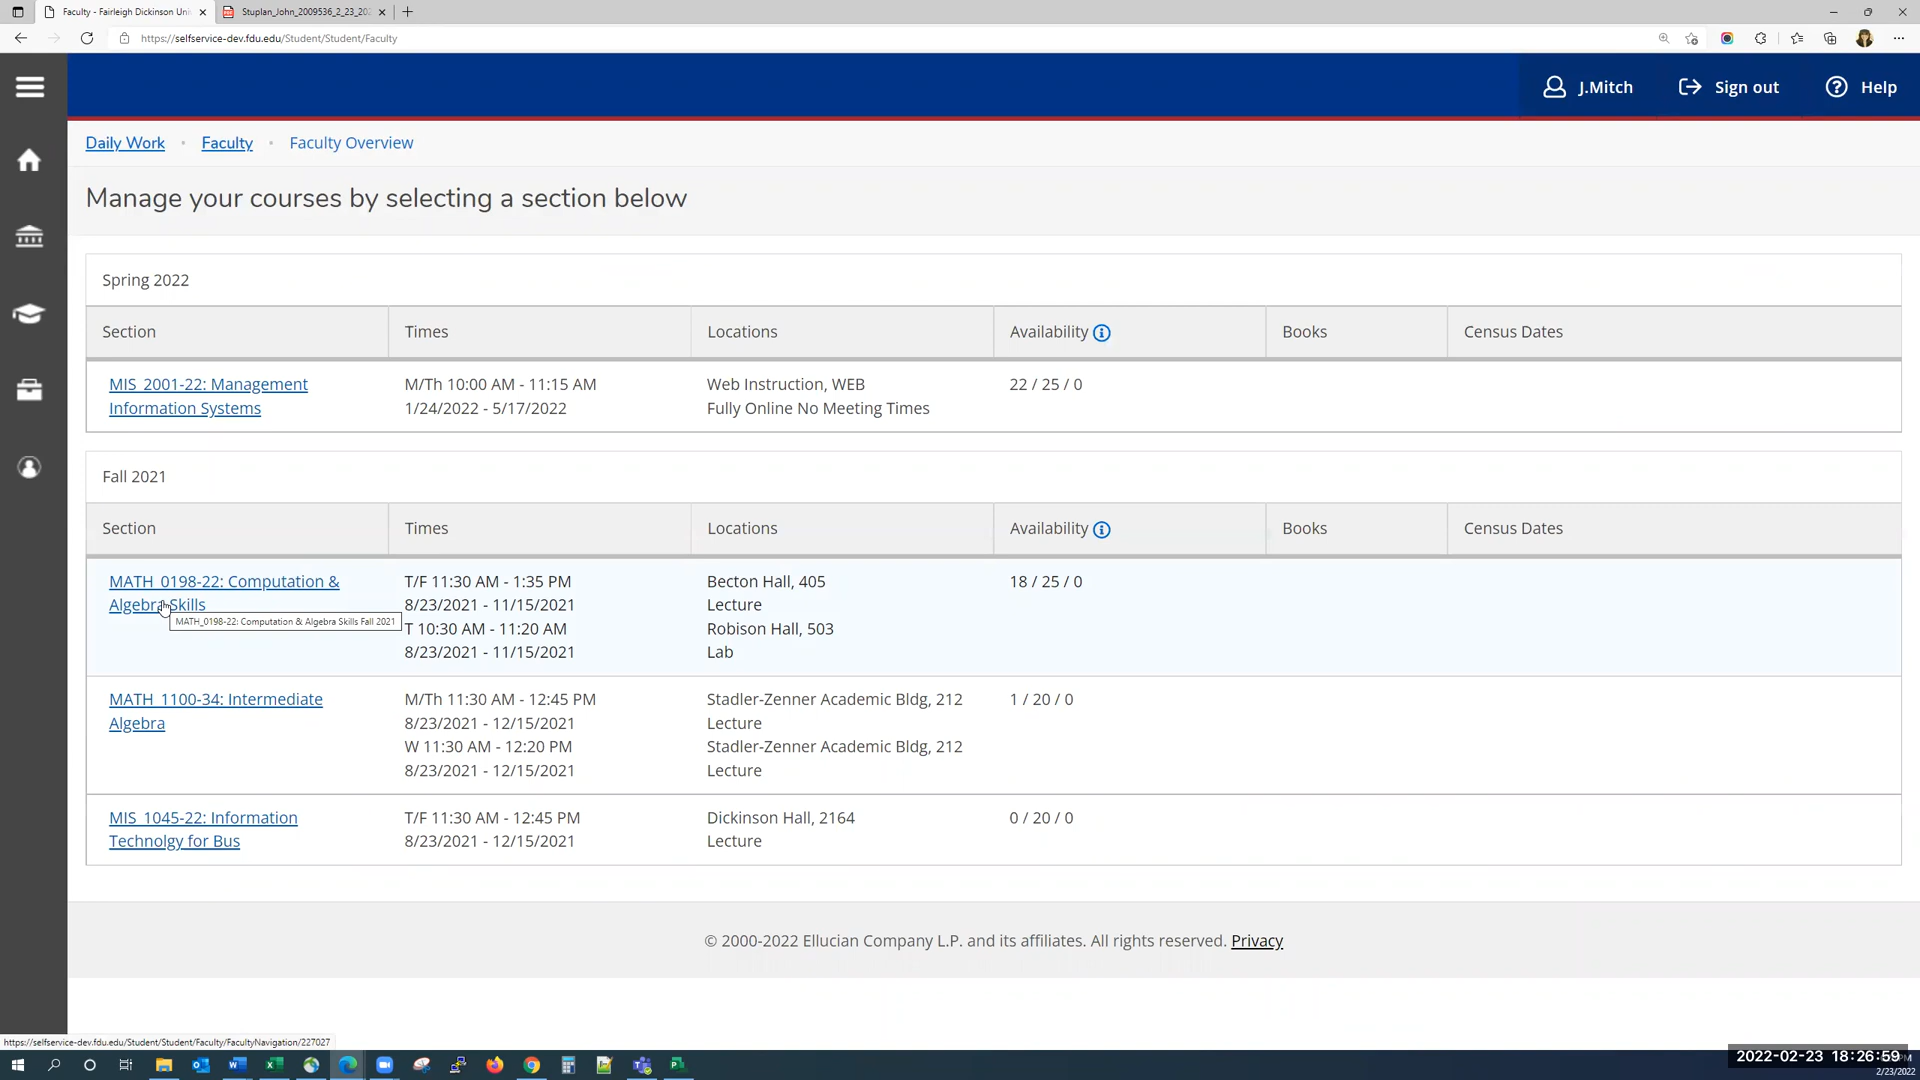 Faculty - Fairleigh Dickinson Uni
Stuplan_John_2009536_2_23_202
https://selfservice-dev.fdu.edu/Student/Student/Faculty
J.Mitch
Sign out
Help
Daily Work
Faculty
Faculty Overview
Manage your courses by selecting a section below
Spring 2022
Section Times Locations Availability Books Census Dates
MIS_2001-22: Management M/Th 10:00 AM - 11:15 AM Web Instruction, WEB 22 / 25 / 0
Information Systems 1/24/2022 - 5/17/2022 Fully Online No Meeting Times
Fall 2021
Section Times Locations Availability Books Census Dates
MATH_0198-22: Computation & T/F 11:30 AM - 1:35 PM Becton Hall, 405 18 / 25 / 0
Algebra Skills 8/23/2021 - 11/15/2021 Lecture
MATH_0198-22: Computation & Algebra Skills Fall 2021
T 10:30 AM - 11:20 AM Robison Hall, 503
8/23/2021 - 11/15/2021 Lab
MATH_1100-34: Intermediate M/Th 11:30 AM - 12:45 PM Stadler-Zenner Academic Bldg, 212 1 / 20 / 0
Algebra 8/23/2021 - 12/15/2021 Lecture
W 11:30 AM - 12:20 PM Stadler-Zenner Academic Bldg, 212
8/23/2021 - 12/15/2021 Lecture
MIS_1045-22: Information T/F 11:30 AM - 12:45 PM Dickinson Hall, 2164 0 / 20 / 0
Technolgy for Bus 8/23/2021 - 12/15/2021 Lecture
© 2000-2022 Ellucian Company L.P. and its affiliates. All rights reserved. Privacy
https://selfservice-dev.fdu.edu/Student/Student/Faculty/FacultyNavigation/227027
2022-02-23 18:26:59
2/23/2022